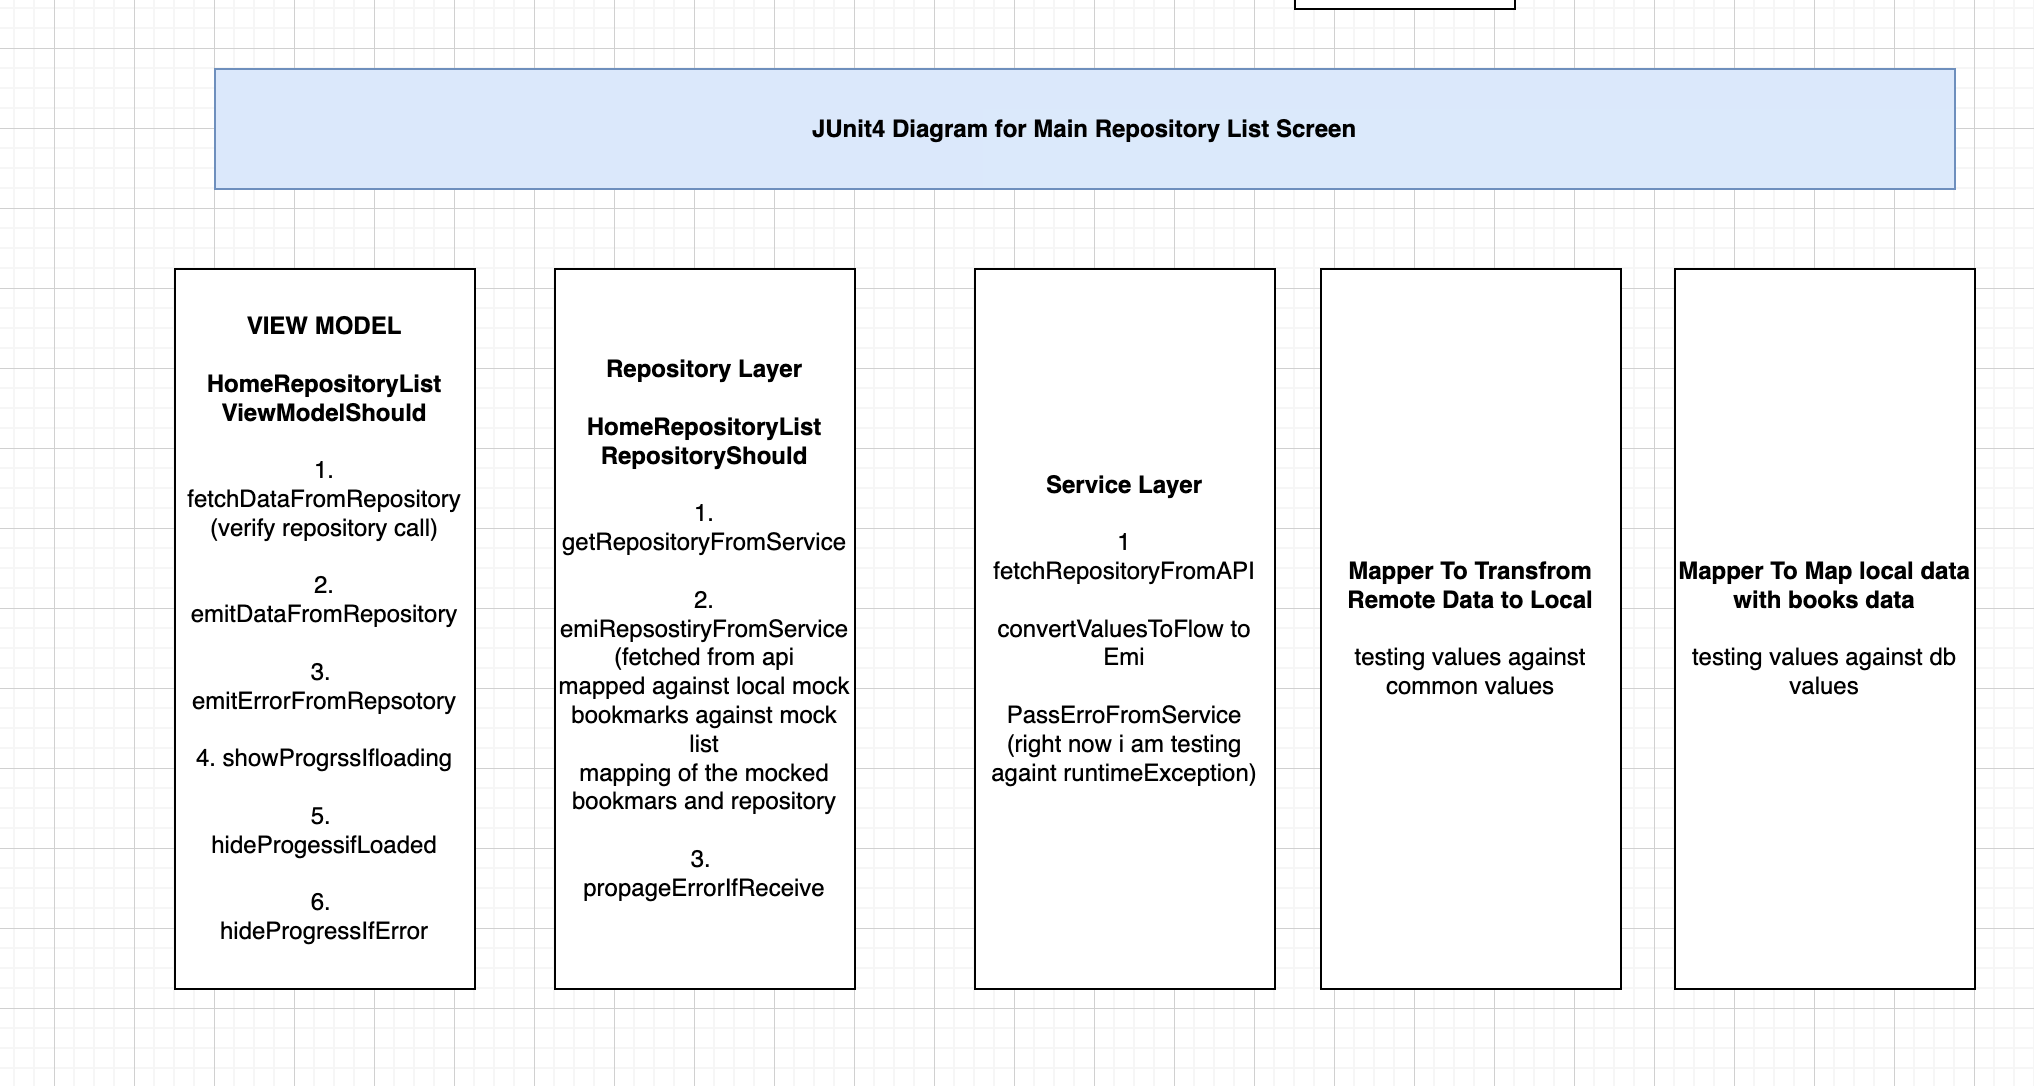 JUnit4 Diagram for Main Repository List Screen
VIEW MODEL
HomeRepositoryList
ViewModelShould
1.
fetchDataFromRepository
(verify repository call)
2.
emitDataFromRepository
3.
emitErrorFromRepsotory
4. showProgrssIfloading
5.
hideProgessifLoaded
6.
hideProgressIfError
Repository Layer
HomeRepositoryList
RepositoryShould
1.
getRepositoryFromService
2.
emiRepsostiryFromService
(fetched from api
mapped against local mock
bookmarks against mock
list
mapping of the mocked
bookmars and repository
3.
propageErrorIfReceive
Service Layer
1
fetchRepositoryFromAPI
convertValuesToFlow to
Emi
PassErroFromService
(right now i am testing
againt runtimeException)
Mapper To Transfrom
Remote Data to Local
testing values against
common values
Mapper To Map local data
with books data
testing values against db
values